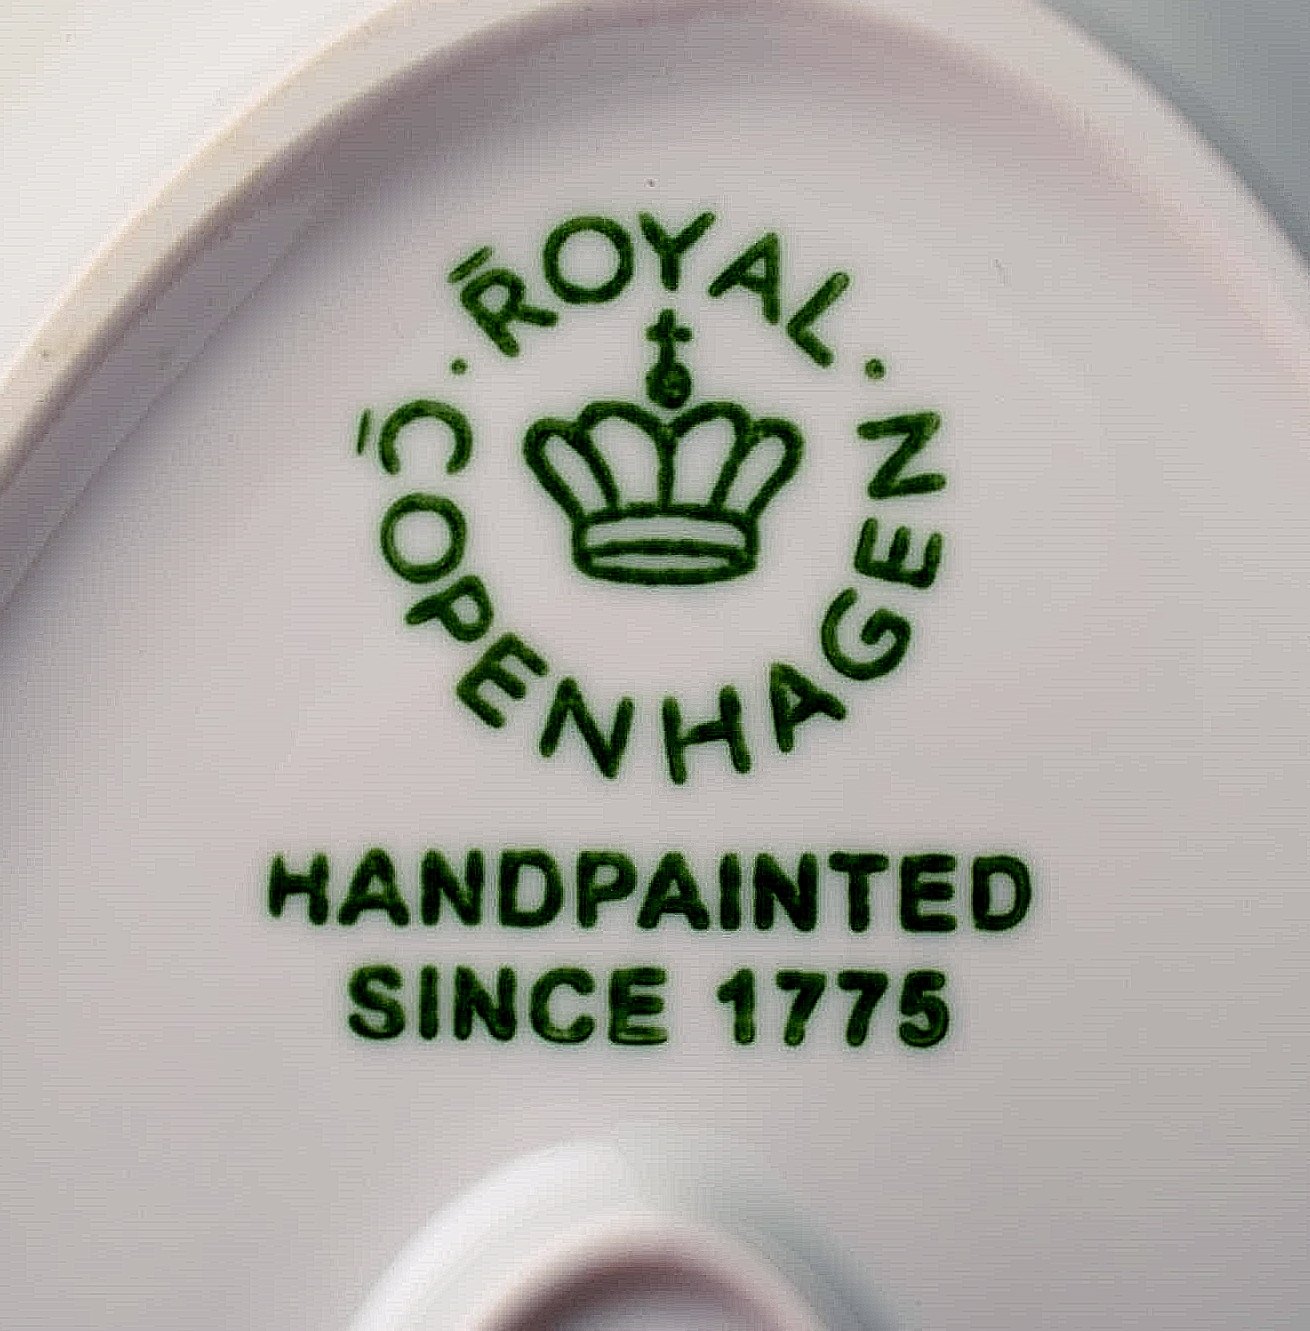 ROYAL
COPENHAGEN
HANDPAINTED
SINCE 1775